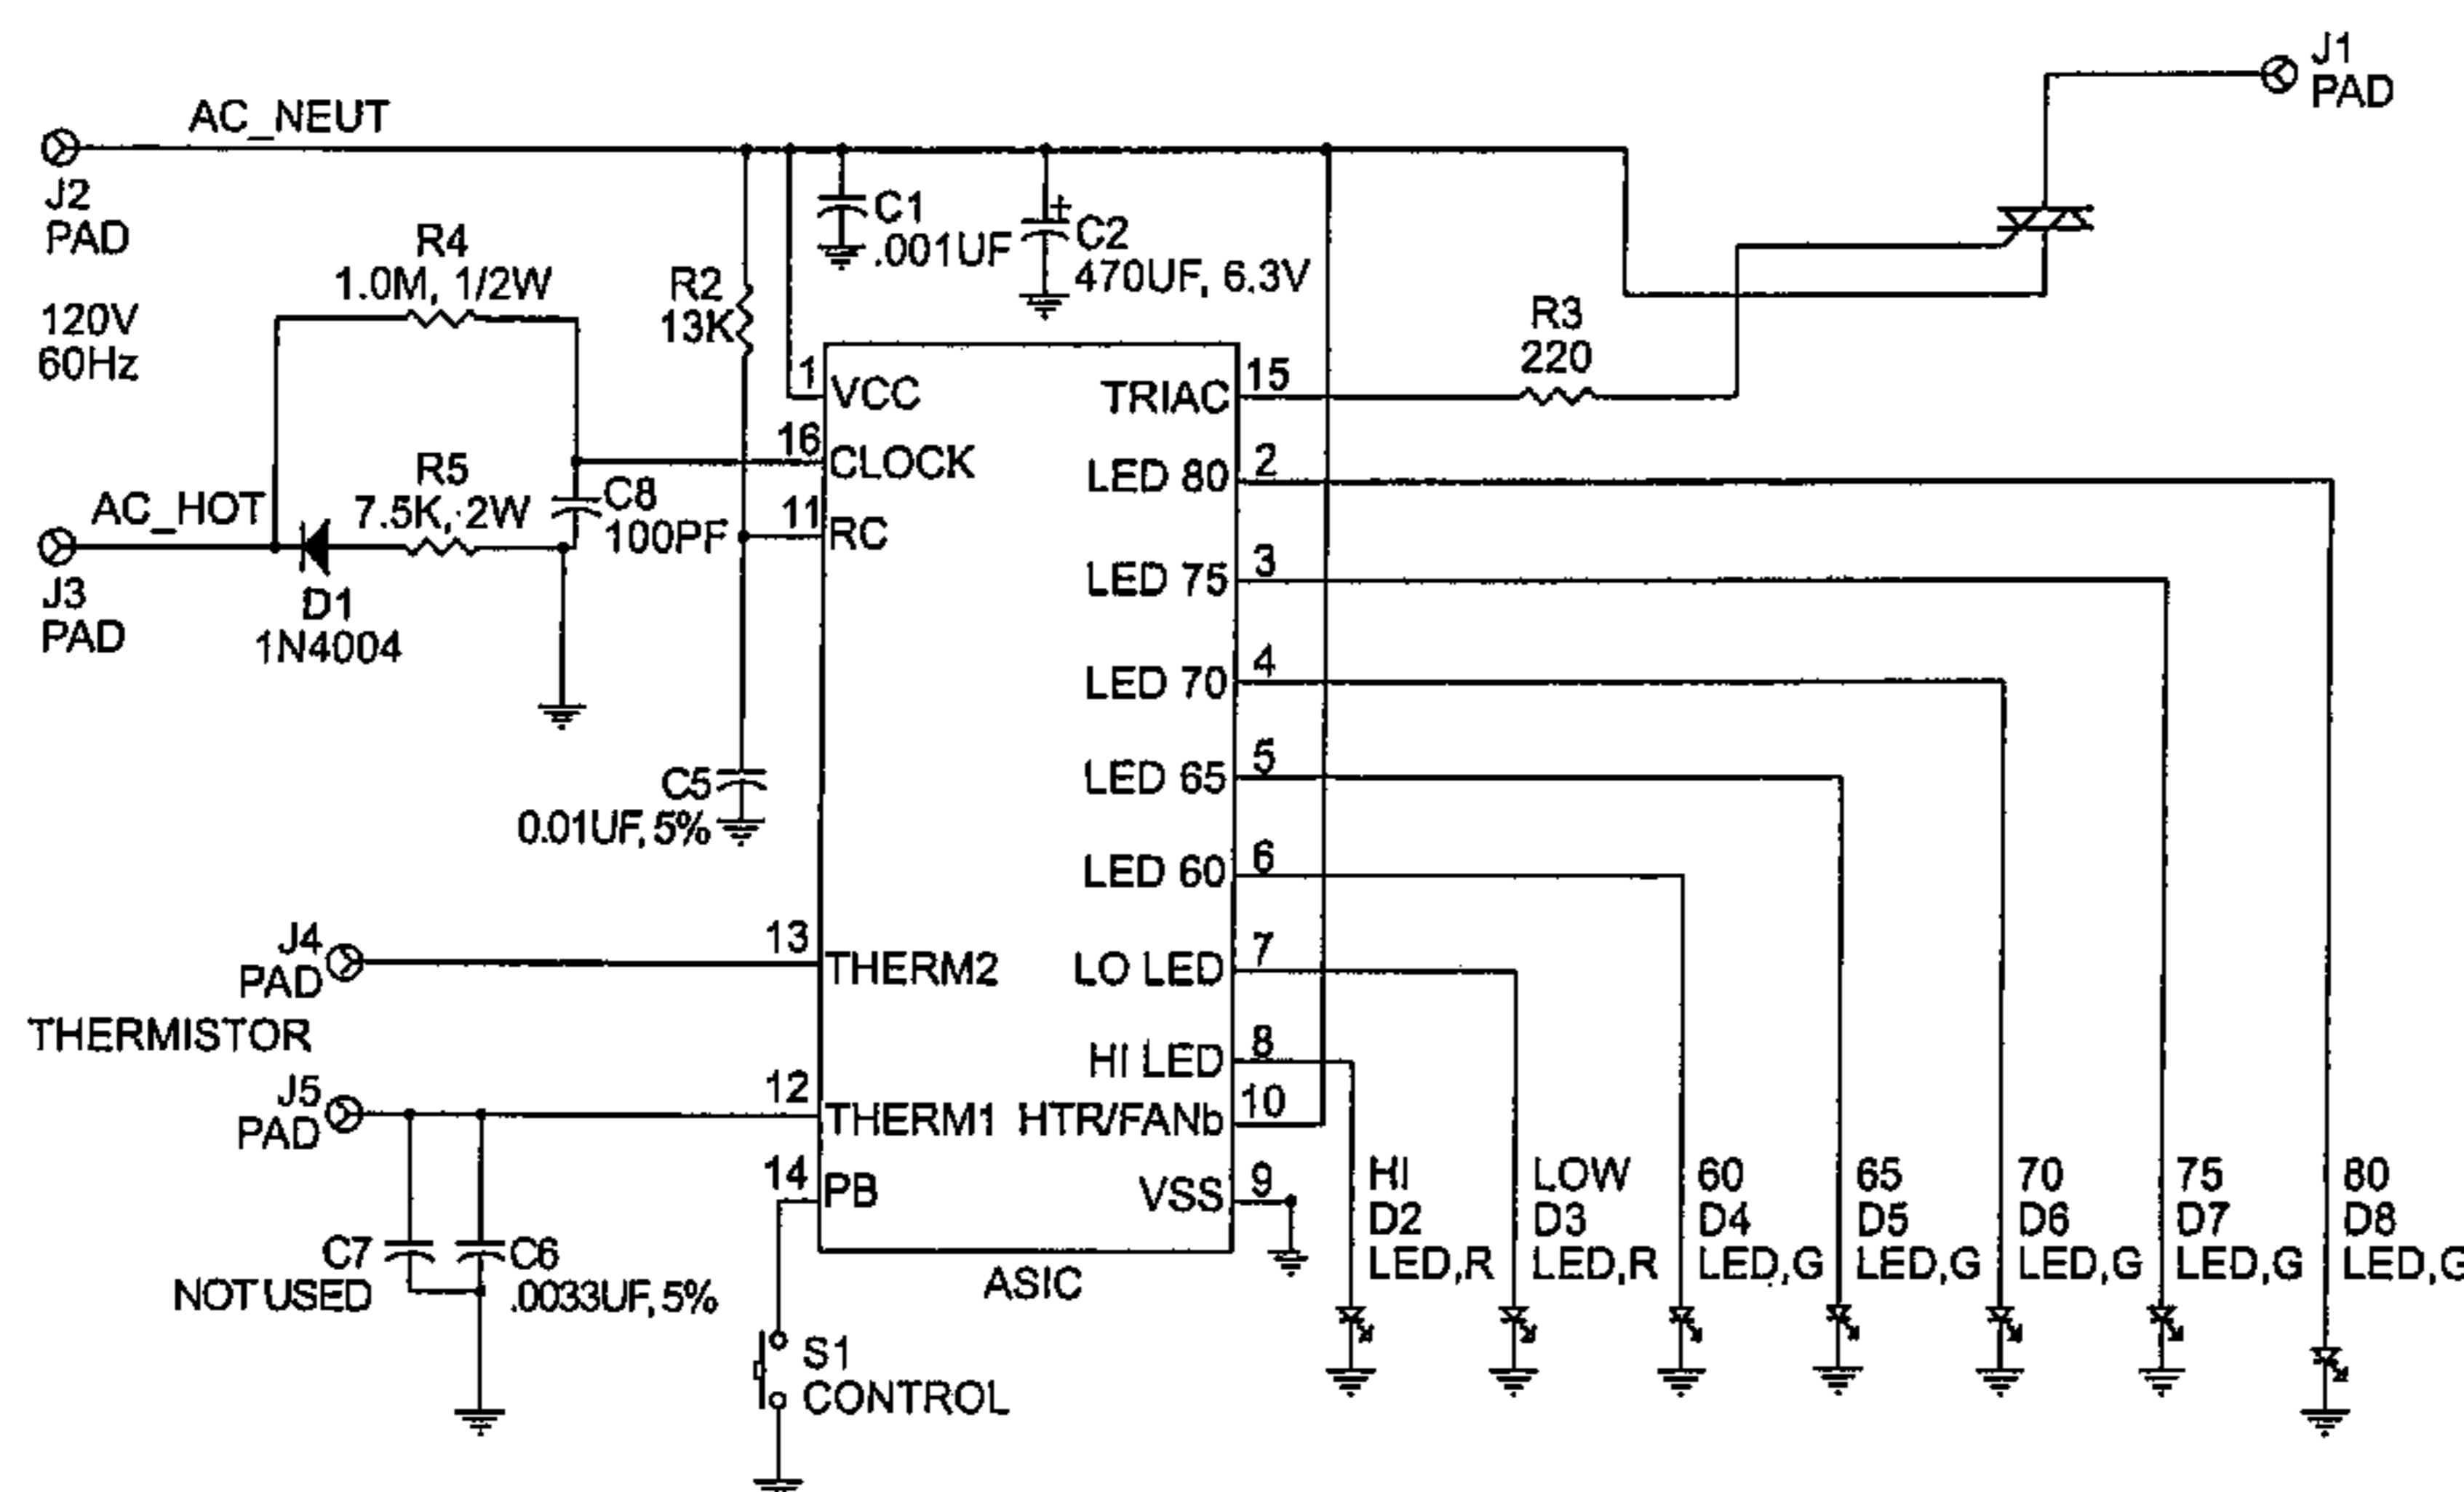 J1
PAD
AC_NEUT
J2
PAD
C1
.001UF
C2
470UF, 6.3V
R4
1.0M, 1/2W
R2
13K
120V
60Hz
R3
220
1
VCC
TRIAC
15
16
CLOCK
LED 80
2
R5
7.5K, 2W
C8
100PF
AC_HOT
11
RC
J3
PAD
D1
1N4004
LED 75
3
LED 70
4
LED 65
5
C5
0.01UF, 5%
LED 60
6
J4
PAD
13
THERM2
LO LED
7
THERMISTOR
HI LED
8
J5
PAD
12
THERM1
HTR/FANb
10
14
PB
VSS
9
C7
NOT USED
C6
.0033UF, 5%
ASIC
HI
D2
LED,R
LOW
D3
LED,R
60
D4
LED,G
65
D5
LED,G
70
D6
LED,G
75
D7
LED,G
80
D8
LED,G
S1
CONTROL